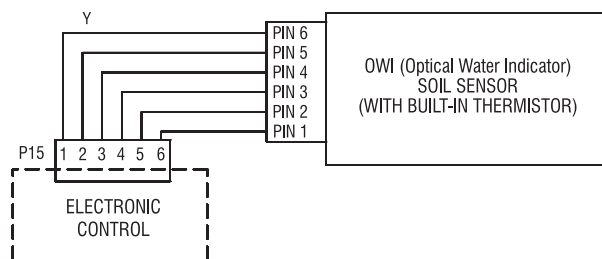 Y
PIN 6
PIN 5
PIN 4
PIN 3
PIN 2
PIN 1
OWI (Optical Water Indicator)
SOIL SENSOR
(WITH BUILT-IN THERMISTOR)
P15 1 2 3 4 5 6
ELECTRONIC
CONTROL